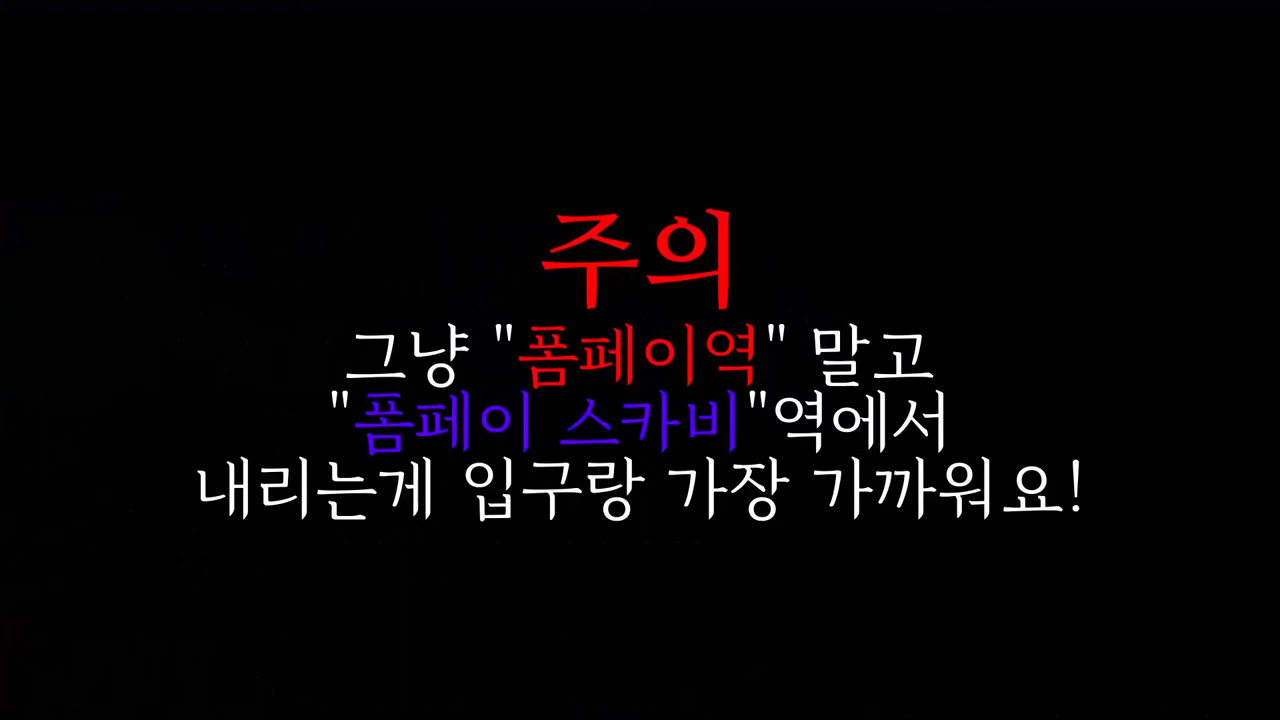 주의
그냥 "폼페이역" 말고
"폼페이 스카비"역에서
내리는게 입구랑 가장 가까워요!